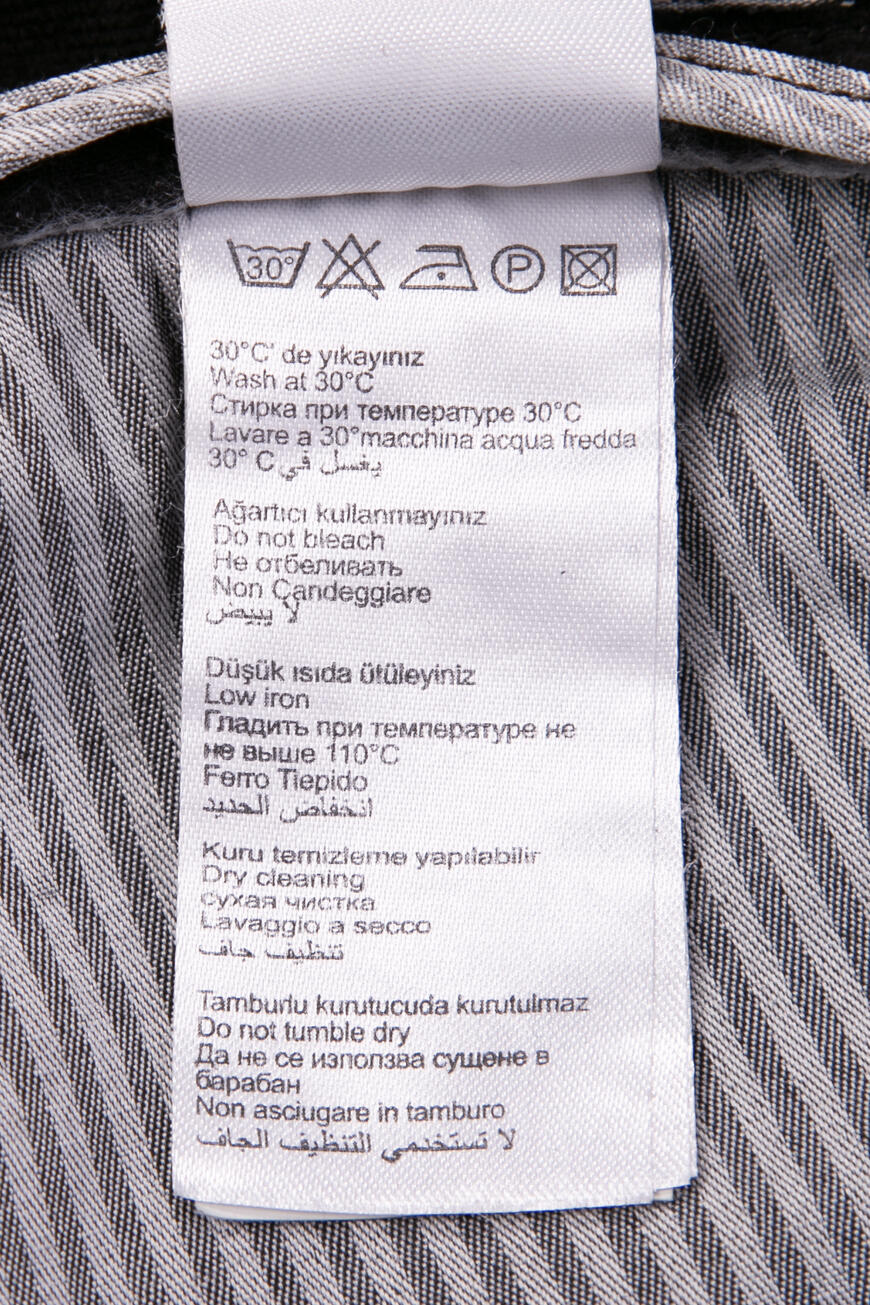 30°
P
30°C' de yıkayınız
Wash at 30°C
Стирка при температуре 30°C
Lavare a 30°macchina acqua fredda
30° C يغسل في
Ağartıcı kullanmayınız
Do not bleach
Не отбеливать
Non Çandeggiare
لا يبيض
Düşük ısıda ütüleyiniz
Low iron
Гладить при температуре не
не выше 110°C
Ferro Tiepido
انخفاض الحديد
Kuru temizleme yapılabilir
Dry cleaning
сухая чистка
Lavaggio a secco
تنظيف جاف
Tamburlu kurutucuda kurutulmaz
Do not tumble dry
Да не се използва сущене в
барабан
Non asciugare in tamburo
لا تستخدمي التنظيف الجاف